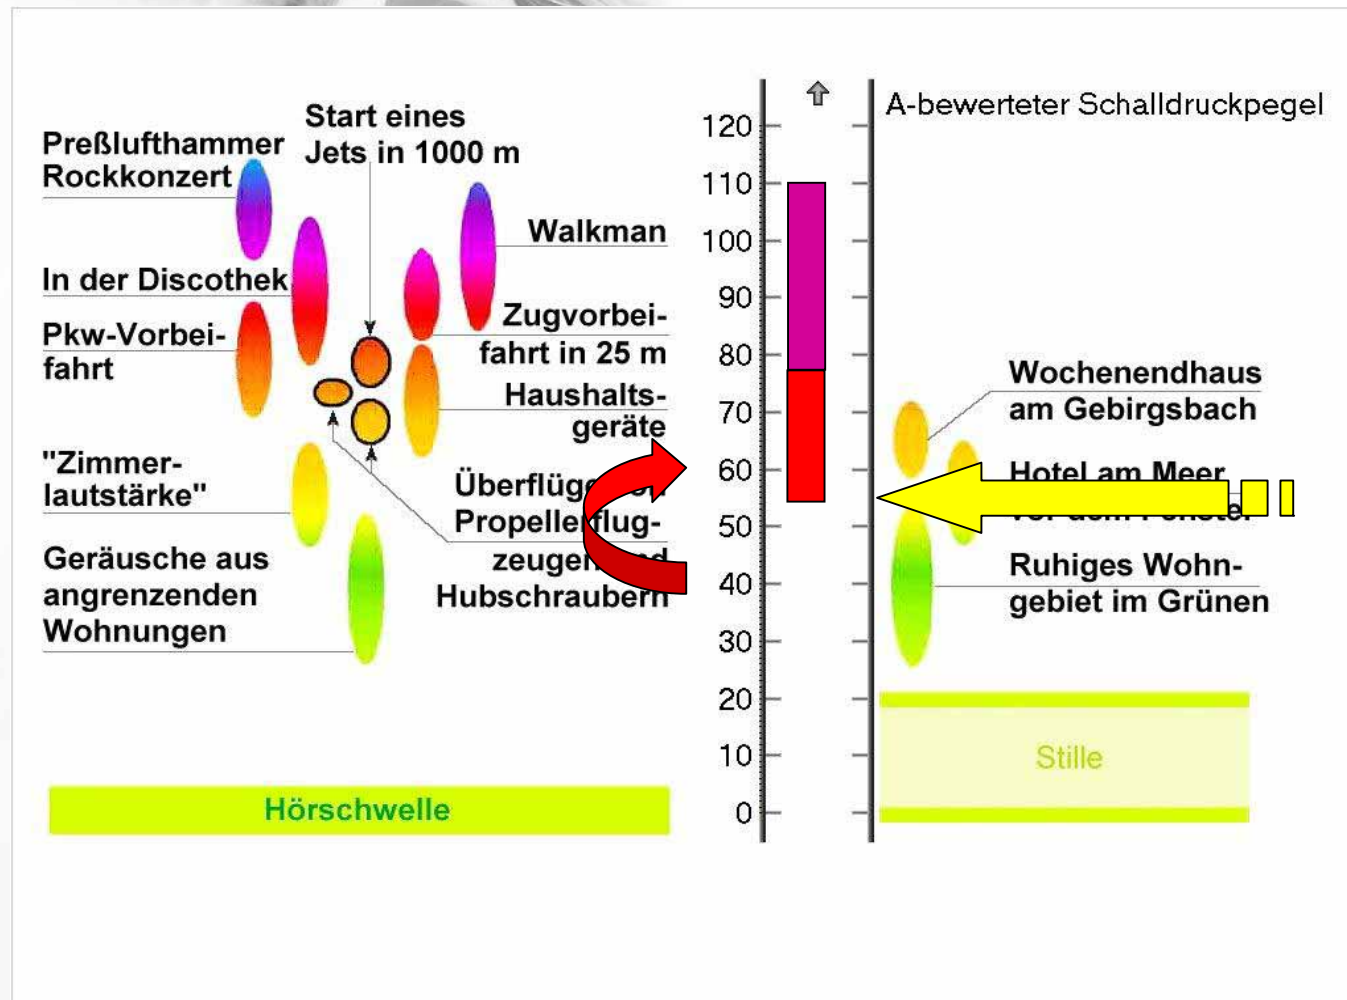 Start eines
Jets in 1000 m
Preßlufthammer
Rockkonzert
In der Discothek
Pkw-Vorbei-
fahrt
"Zimmer-
lautstärke"
Geräusche aus
angrenzenden
Wohnungen
Walkman
Zugvorbei-
fahrt in 25 m
Haushalts-
geräte
Propellerflug-
Hubschraubern
Hörschwelle
120
110
100
90
80
70
60
50
40
30
20
10
0
A-bewerteter Schalldruckpegel
Wochenendhaus
am Gebirgsbach
Hotel am Meer
Ruhiges Wohn-
gebiet im Grünen
Stille